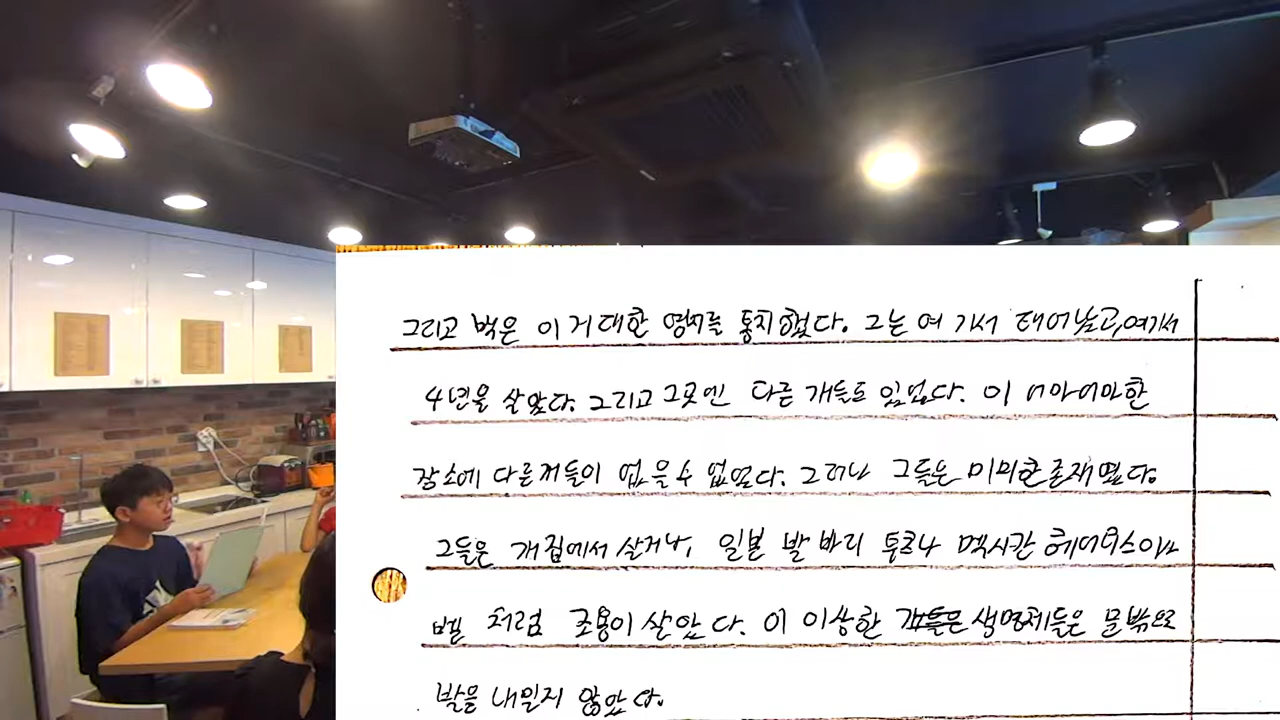 그리고 벅은 이 거대한 영지를 통치했다. 그는 여기서 태어났고, 여기서
4년을 살았다. 그리고 그곳엔 다른 개들도 있었다. 이 어마어마한
장소에 다른 개들이 없을 수 없었다. 그러나 그들은 미미한 존재였다.
그들은 개집에서 살거나, 일본 발바리 투츠나 멕시칸 헤어리스 이사
벨 처럼 조용이 살았다. 이 이상한 생명체들은 문밖으로
발을 내밀지 않았다.